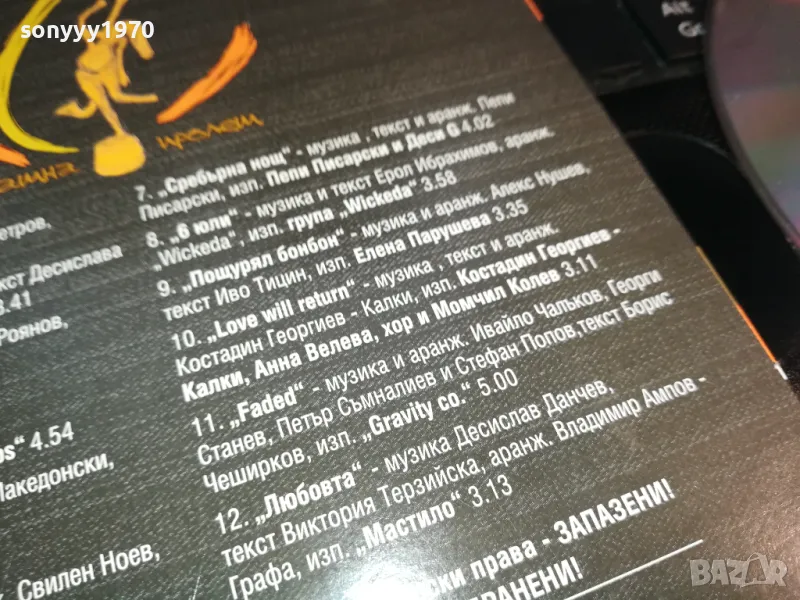 sonyyy1970
Alt
пролет
7. „Сребърна нощ“ - музика , текст и аранж. Пепи
Писарски, изп. Пепи Писарски и Деси G 4.02
8. „6 юли“ - музика и текст Ерол Ибрахимов, аранж.
„Wickeda“, изп. група „Wickeda“ 3.58
9. „Пощурял бонбон“ - музика и аранж. Алекс Нушев,
текст Иво Тицин, изп. Елена Парушева 3.35
10. „Love will return“ - музика , текст и аранж.
Костадин Георгиев - Калки, изп. Костадин Георгиев -
Калки, Анна Велева, хор и Момчил Колев 3.11
11. „Faded“ - музика и аранж. Ивайло Чальков, Георги
Станев, Петър Съмналиев и Стефан Попов,текст Борис
Чеширков, изп. „Gravity co.“ 5.00
12. „Любовта“ - музика Десислав Данчев,
текст Виктория Терзийска, аранж. Владимир Ампов -
Графа, изп. „Мастило“ 3.13
ски права - ЗАПАЗЕНИ!
РАНЕНИ!
етров,
кст Десислава
3.41
Роянов,
os“ 4.54
Македонски,
Свилен Ноев,
BAZAR